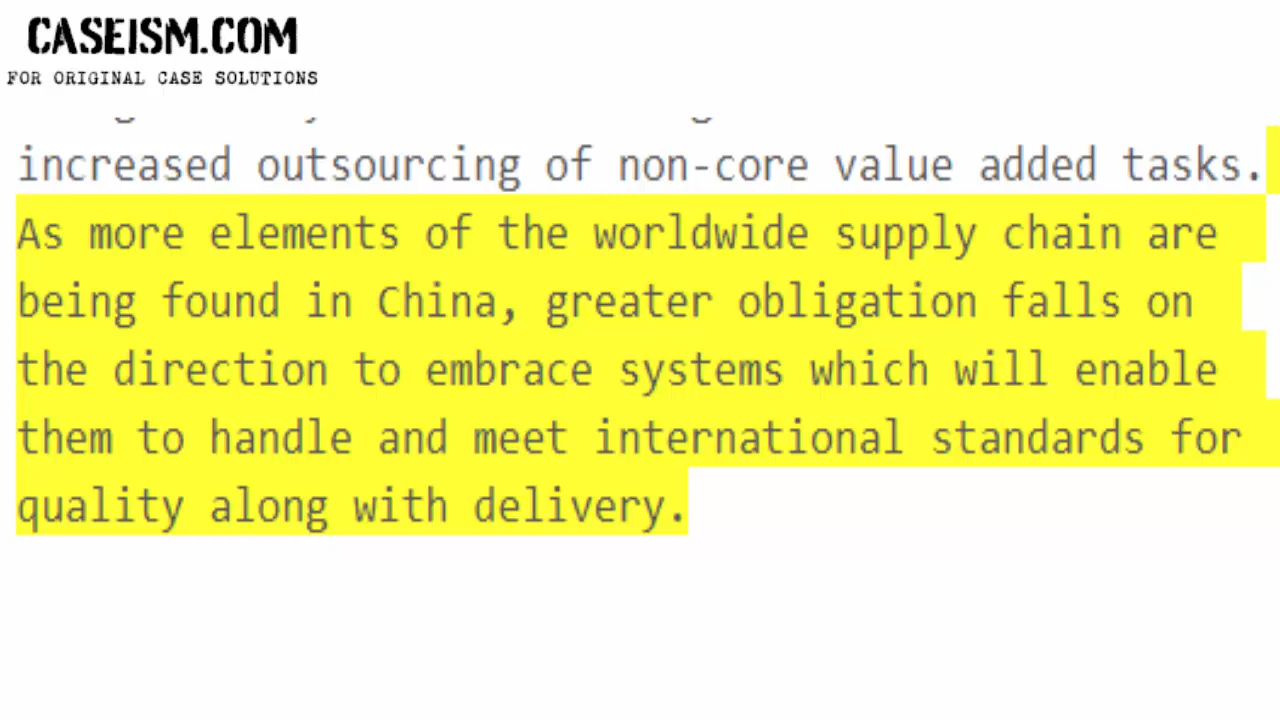 CASEISM.COM
FOR ORIGINAL CASE SOLUTIONS
increased outsourcing of non-core value added tasks.
As more elements of the worldwide supply chain are
being found in China, greater obligation falls on
the direction to embrace systems which will enable
them to handle and meet international standards for
quality along with delivery.